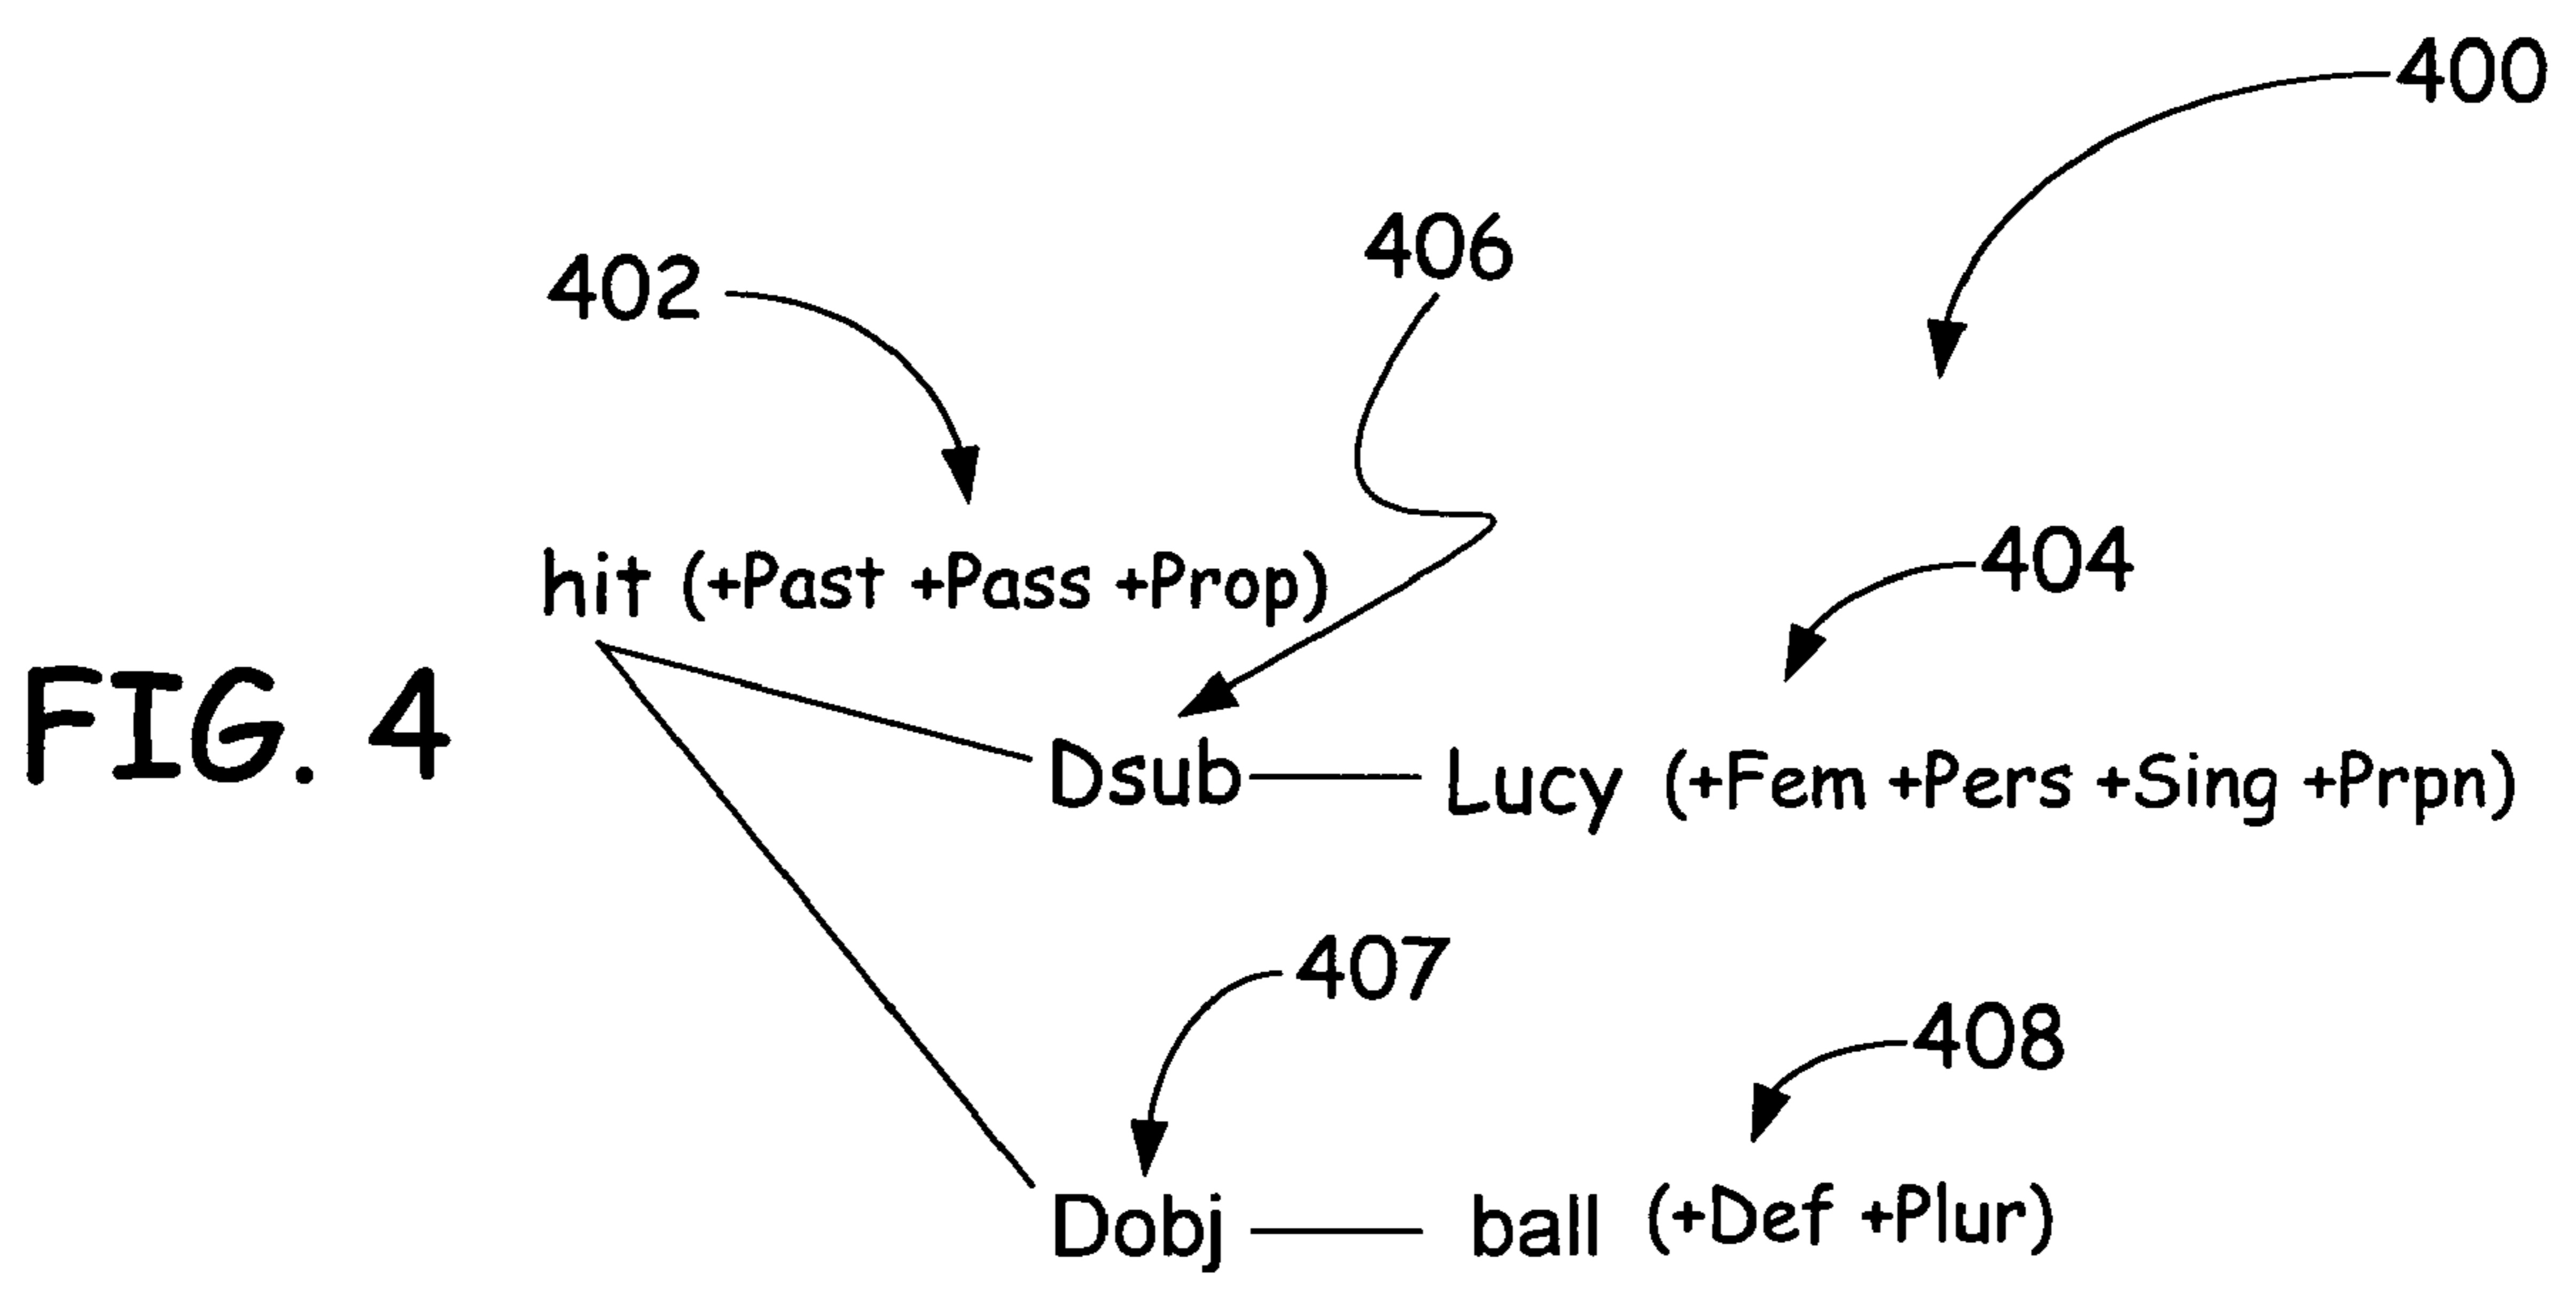 400
406
402
404
hit (+Past +Pass +Prop)
FIG. 4
Dsub Lucy (+Fem +Pers +Sing +Prpn)
407
408
Dobj ball (+Def +Plur)